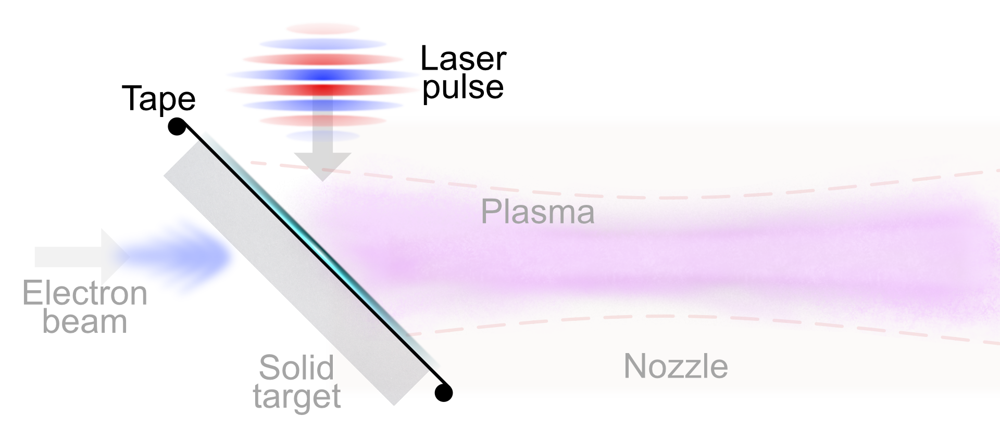 Laser
pulse
Tape
Plasma
Electron
beam
Solid
target
Nozzle